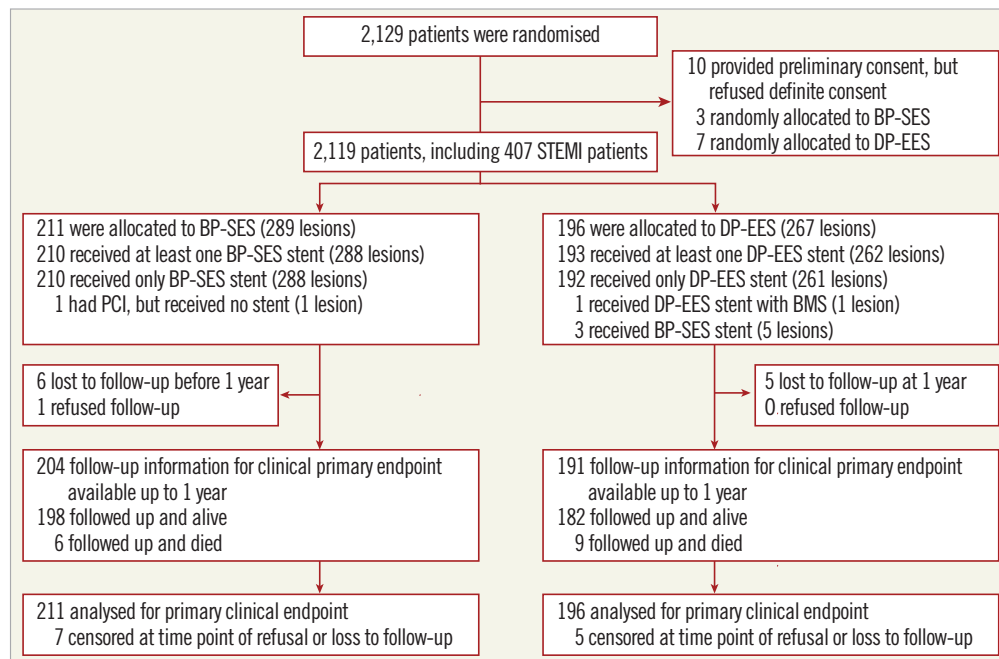 2,129 patients were randomised
10 provided preliminary consent, but
refused definite consent
3 randomly allocated to BP-SES
7 randomly allocated to DP-EES
2,119 patients, including 407 STEMI patients
211 were allocated to BP-SES (289 lesions)
210 received at least one BP-SES stent (288 lesions)
210 received only BP-SES stent (288 lesions)
1 had PCI, but received no stent (1 lesion)
196 were allocated to DP-EES (267 lesions)
193 received at least one DP-EES stent (262 lesions)
192 received only DP-EES stent (261 lesions)
1 received DP-EES stent with BMS (1 lesion)
3 received BP-SES stent (5 lesions)
6 lost to follow-up before 1 year
1 refused follow-up
5 lost to follow-up at 1 year
0 refused follow-up
204 follow-up information for clinical primary endpoint
available up to 1 year
198 followed up and alive
6 followed up and died
191 follow-up information for clinical primary endpoint
available up to 1 year
182 followed up and alive
9 followed up and died
211 analysed for primary clinical endpoint
7 censored at time point of refusal or loss to follow-up
196 analysed for primary clinical endpoint
5 censored at time point of refusal or loss to follow-up